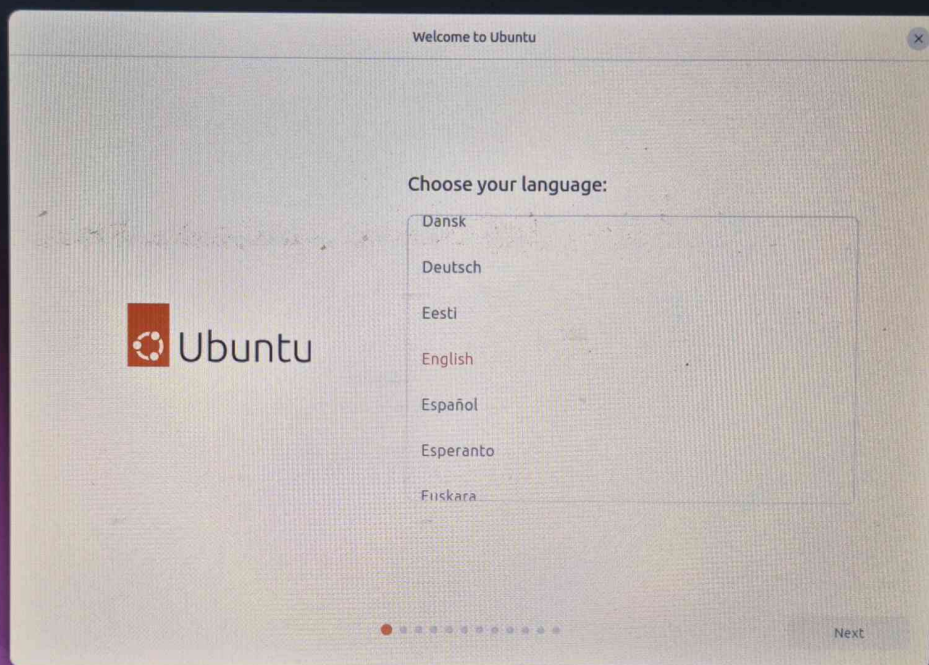 Welcome to Ubuntu
Choose your language:
Dansk
Deutsch
Eesti
English
Español
Esperanto
Euskara
Ubuntu
Next